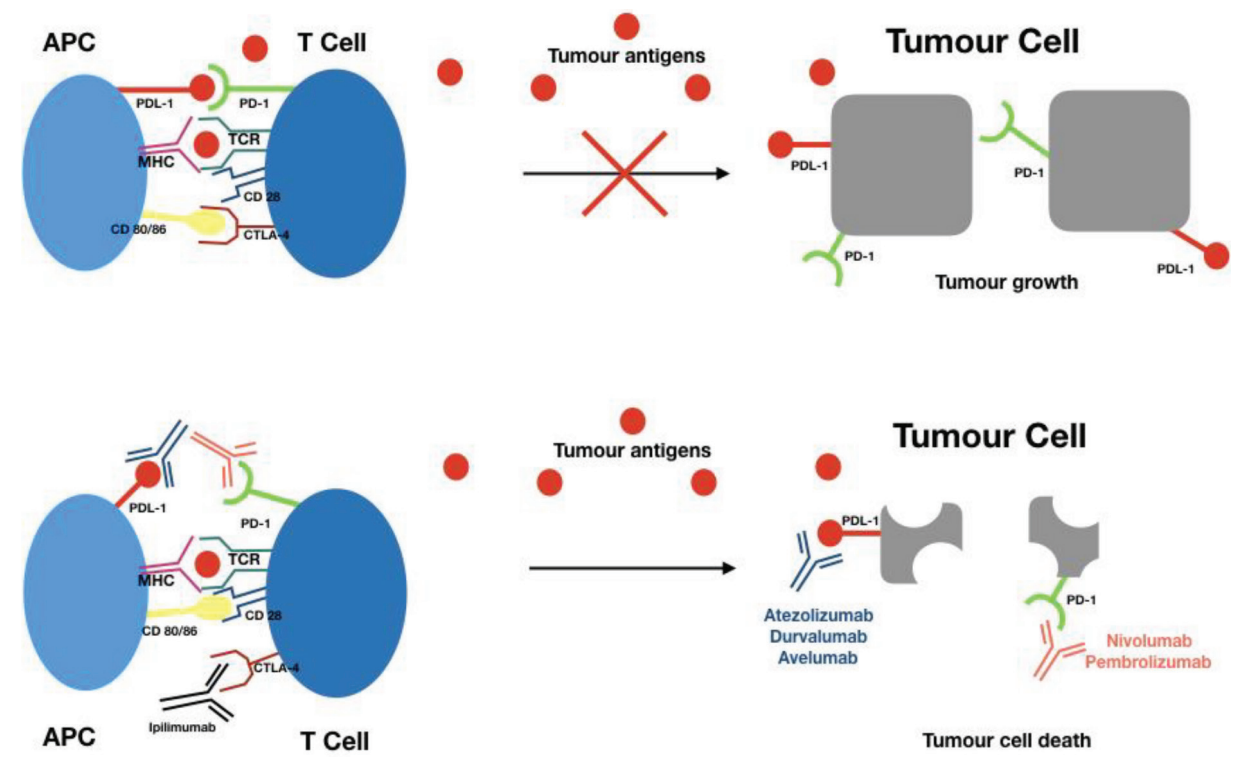 APC
T Cell
Tumour antigens
Tumour Cell
PDL-1
PD-1
TCR
MHC
CD 28
CD 80/86
CTLA-4
PDL-1
PD-1
PD-1
PDL-1
Tumour growth
Tumour antigens
Tumour Cell
PDL-1
PD-1
TCR
MHC
CD 28
CD 80/86
CTLA-4
Ipilimumab
APC
T Cell
PDL-1
Atezolizumab
Durvalumab
Avelumab
PD-1
Nivolumab
Pembrolizumab
Tumour cell death